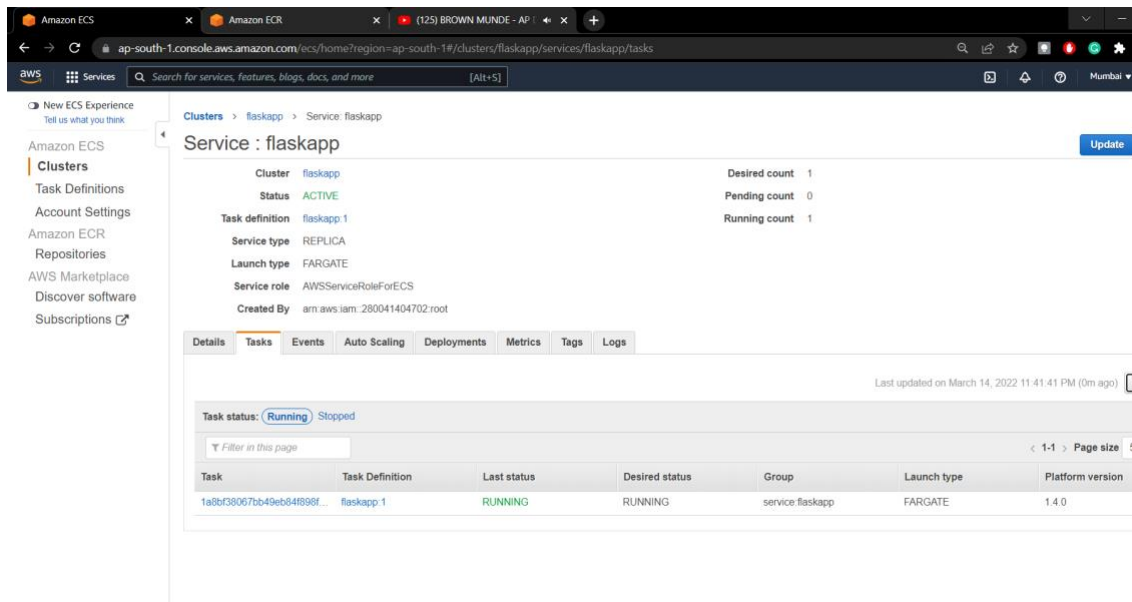 Amazon ECS
Amazon ECR
(125) BROWN MUNDE - AP
ap-south-1.console.aws.amazon.com/ecs/home?region=ap-south-1#/clusters/flaskapp/services/flaskapp/tasks
aws Services Search for services, features, blogs, docs, and more [Alt+S] Mumbai
New ECS Experience
Tell us what you think
Amazon ECS
Clusters
Task Definitions
Account Settings
Amazon ECR
Repositories
AWS Marketplace
Discover software
Subscriptions
Clusters > flaskapp > Service: flaskapp
Service : flaskapp
Update
Cluster flaskapp
Status ACTIVE
Task definition flaskapp:1
Service type REPLICA
Launch type FARGATE
Service role AWSServiceRoleForECS
Created By arn:aws:iam::280041404702:root
Desired count 1
Pending count 0
Running count 1
Details Tasks Events Auto Scaling Deployments Metrics Tags Logs
Last updated on March 14, 2022 11:41:41 PM (0m ago)
Task status: Running Stopped
Filter in this page
< 1-1 > Page size
Task Task Definition Last status Desired status Group Launch type Platform version
1a8bf38067bb49eb84f898f... flaskapp:1 RUNNING RUNNING service:flaskapp FARGATE 1.4.0